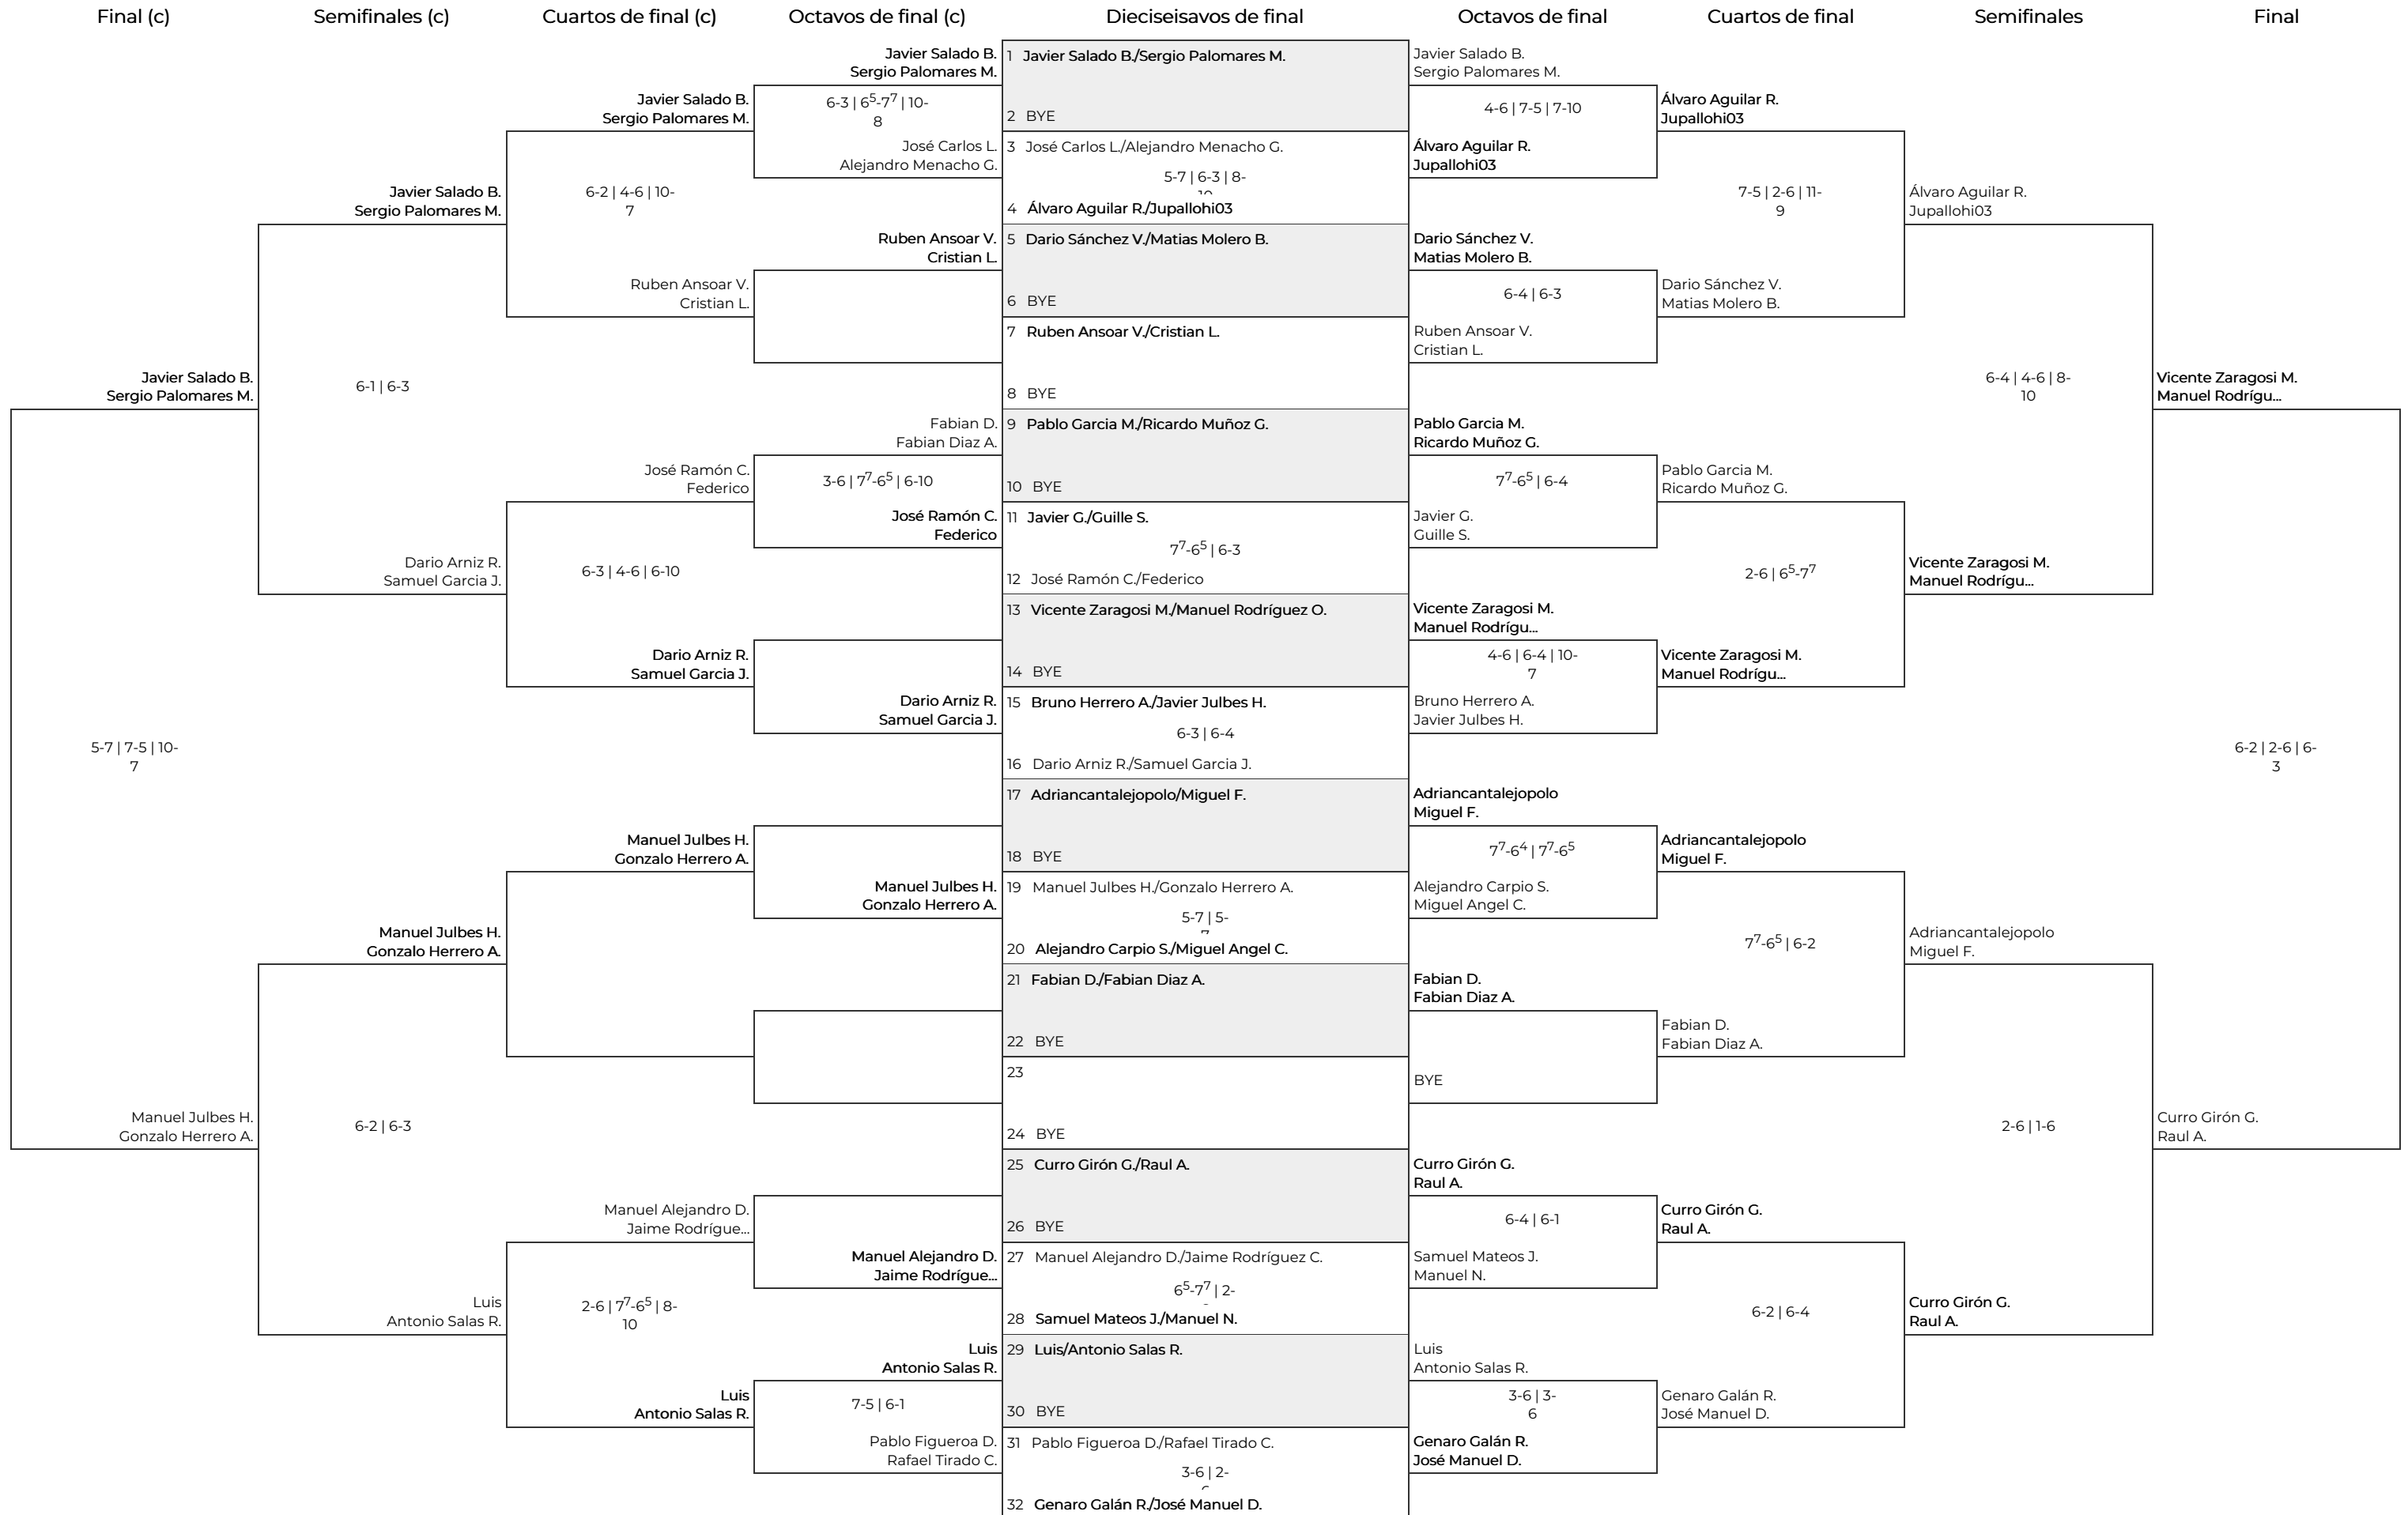 Final (c)
Semifinales (c)
Cuartos de final (c)
Octavos de final (c)
Dieciseisavos de final
Octavos de final
Cuartos de final
Semifinales
Final
Javier Salado B.
Sergio Palomares M.
5-7 | 7-5 | 10-
7
Manuel Julbes H.
Gonzalo Herrero A.
Javier Salado B.
Sergio Palomares M.
6-1 | 6-3
Dario Arniz R.
Samuel Garcia J.
Manuel Julbes H.
Gonzalo Herrero A.
6-2 | 6-3
Luis
Antonio Salas R.
Javier Salado B.
Sergio Palomares M.
6-2 | 4-6 | 10-
7
Ruben Ansoar V.
Cristian L.
José Ramón C.
Federico
6-3 | 4-6 | 6-10
Dario Arniz R.
Samuel Garcia J.
Manuel Julbes H.
Gonzalo Herrero A.
Manuel Alejandro D.
Jaime Rodrígue...
2-6 | 7⁷-6⁵ | 8-
10
Luis
Antonio Salas R.
Javier Salado B.
Sergio Palomares M.
6-3 | 6⁵-7⁷ | 10-
8
José Carlos L.
Alejandro Menacho G.
Ruben Ansoar V.
Cristian L.
Fabian D.
Fabian Diaz A.
3-6 | 7⁷-6⁵ | 6-10
José Ramón C.
Federico
Dario Arniz R.
Samuel Garcia J.
Manuel Julbes H.
Gonzalo Herrero A.
Manuel Alejandro D.
Jaime Rodrígue...
Luis
Antonio Salas R.
7-5 | 6-1
Pablo Figueroa D.
Rafael Tirado C.
1 Javier Salado B./Sergio Palomares M.
2 BYE
3 José Carlos L./Alejandro Menacho G.
5-7 | 6-3 | 8-
4 Álvaro Aguilar R./Jupallohi03
5 Dario Sánchez V./Matias Molero B.
6 BYE
7 Ruben Ansoar V./Cristian L.
8 BYE
9 Pablo Garcia M./Ricardo Muñoz G.
10 BYE
11 Javier G./Guille S.
7⁷-6⁵ | 6-3
12 José Ramón C./Federico
13 Vicente Zaragosi M./Manuel Rodríguez O.
14 BYE
15 Bruno Herrero A./Javier Julbes H.
6-3 | 6-4
16 Dario Arniz R./Samuel Garcia J.
17 Adriancantalejopolo/Miguel F.
18 BYE
19 Manuel Julbes H./Gonzalo Herrero A.
5-7 | 5-
20 Alejandro Carpio S./Miguel Angel C.
21 Fabian D./Fabian Diaz A.
22 BYE
23
24 BYE
25 Curro Girón G./Raul A.
26 BYE
27 Manuel Alejandro D./Jaime Rodríguez C.
6⁵-7⁷ | 2-
28 Samuel Mateos J./Manuel N.
29 Luis/Antonio Salas R.
30 BYE
31 Pablo Figueroa D./Rafael Tirado C.
3-6 | 2-
32 Genaro Galán R./José Manuel D.
Javier Salado B.
Sergio Palomares M.
4-6 | 7-5 | 7-10
Álvaro Aguilar R.
Jupallohi03
Dario Sánchez V.
Matias Molero B.
6-4 | 6-3
Ruben Ansoar V.
Cristian L.
Pablo Garcia M.
Ricardo Muñoz G.
7⁷-6⁵ | 6-4
Javier G.
Guille S.
Vicente Zaragosi M.
Manuel Rodrígu...
4-6 | 6-4 | 10-
7
Bruno Herrero A.
Javier Julbes H.
Adriancantalejopolo
Miguel F.
7⁷-6⁴ | 7⁷-6⁵
Alejandro Carpio S.
Miguel Angel C.
Fabian D.
Fabian Diaz A.
BYE
Curro Girón G.
Raul A.
6-4 | 6-1
Samuel Mateos J.
Manuel N.
Luis
Antonio Salas R.
3-6 | 3-
6
Genaro Galán R.
José Manuel D.
Álvaro Aguilar R.
Jupallohi03
7-5 | 2-6 | 11-
9
Dario Sánchez V.
Matias Molero B.
Pablo Garcia M.
Ricardo Muñoz G.
2-6 | 6⁵-7⁷
Vicente Zaragosi M.
Manuel Rodrígu...
Adriancantalejopolo
Miguel F.
7⁷-6⁵ | 6-2
Fabian D.
Fabian Diaz A.
Curro Girón G.
Raul A.
6-2 | 6-4
Genaro Galán R.
José Manuel D.
Álvaro Aguilar R.
Jupallohi03
6-4 | 4-6 | 8-
10
Vicente Zaragosi M.
Manuel Rodrígu...
Adriancantalejopolo
Miguel F.
2-6 | 1-6
Curro Girón G.
Raul A.
Vicente Zaragosi M.
Manuel Rodrígu...
6-2 | 2-6 | 6-
3
Curro Girón G.
Raul A.